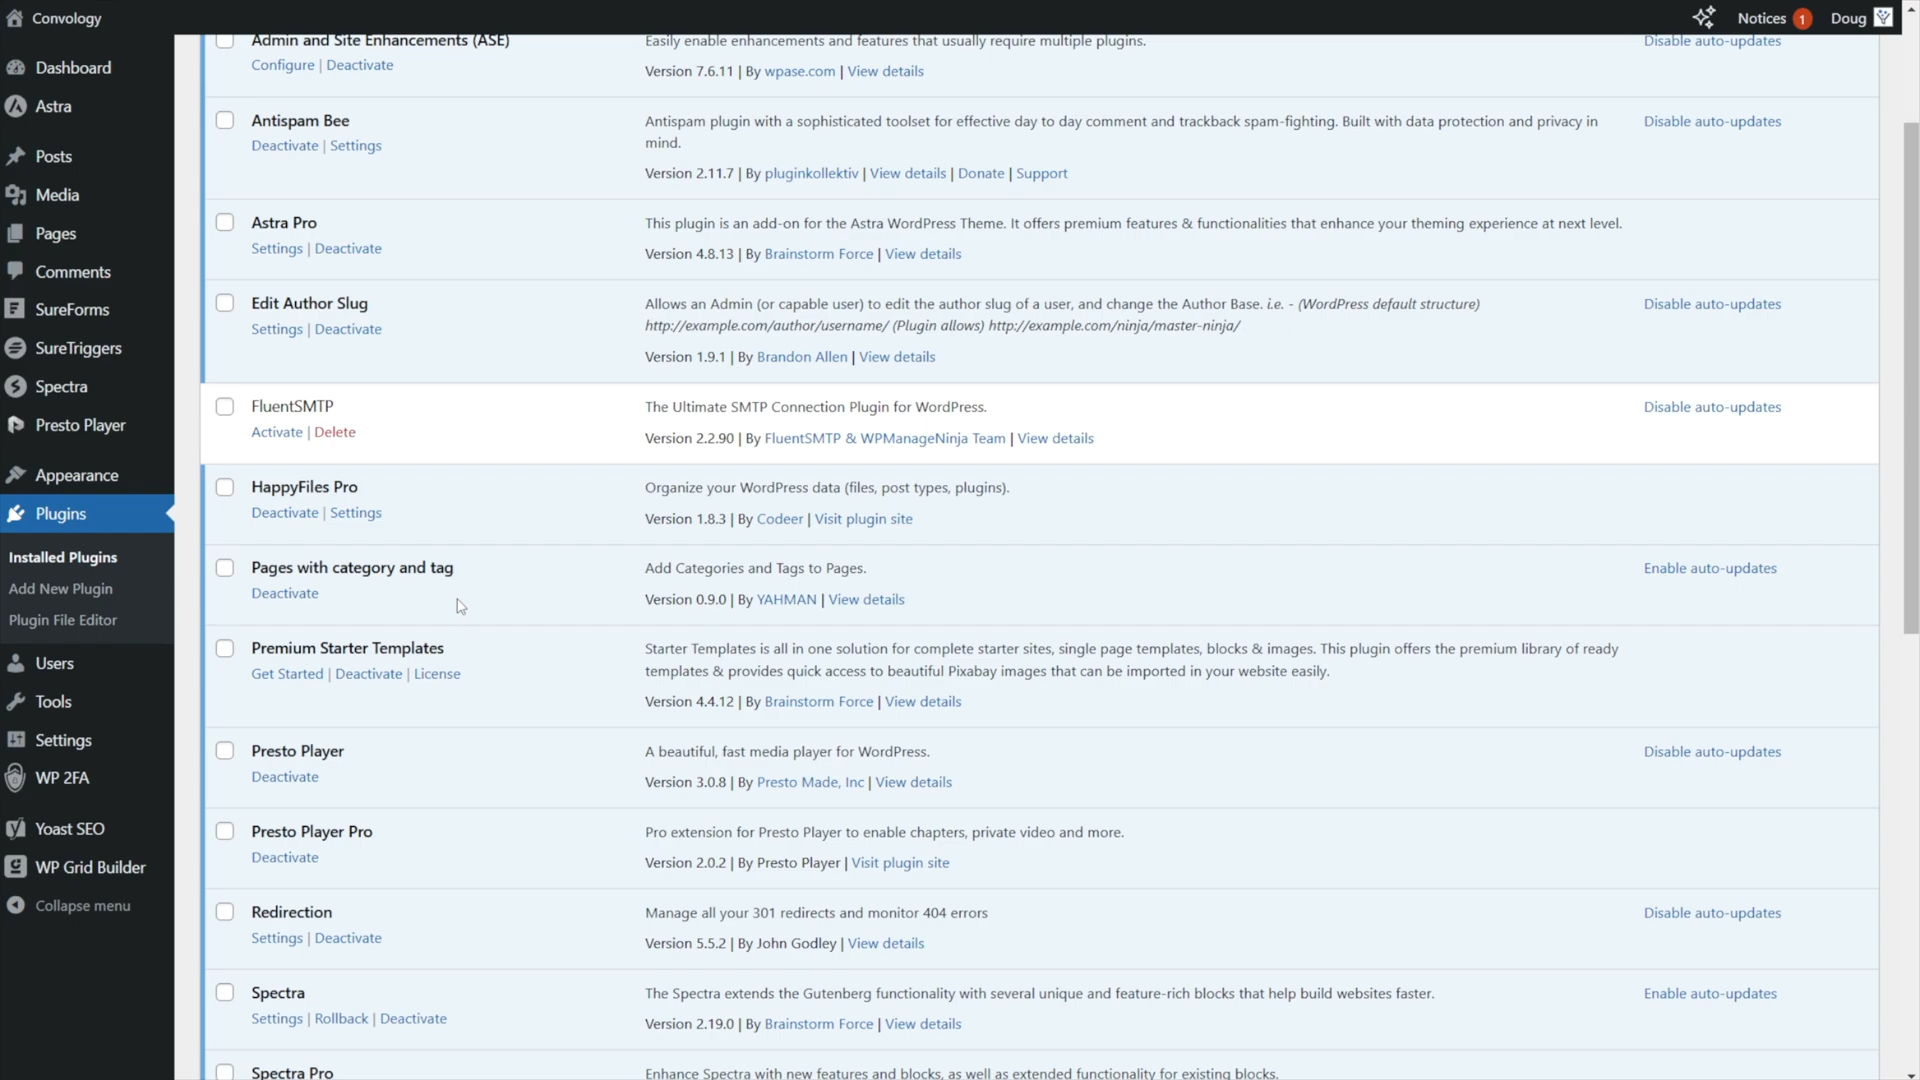 Convology
Notices 1 Doug
Dashboard
Astra
Posts
Media
Pages
Comments
SureForms
SureTriggers
Spectra
Presto Player
Appearance
Plugins
Installed Plugins
Add New Plugin
Plugin File Editor
Users
Tools
Settings
WP 2FA
Yoast SEO
WP Grid Builder
Collapse menu
Admin and Site Enhancements (ASE)
Configure | Deactivate
Easily enable enhancements and features that usually require multiple plugins.
Version 7.6.11 | By wpase.com | View details
Disable auto-updates
Antispam Bee
Deactivate | Settings
Antispam plugin with a sophisticated toolset for effective day to day comment and trackback spam-fighting. Built with data protection and privacy in
mind.
Version 2.11.7 | By pluginkollektiv | View details | Donate | Support
Disable auto-updates
Astra Pro
Settings | Deactivate
This plugin is an add-on for the Astra WordPress Theme. It offers premium features & functionalities that enhance your theming experience at next level.
Version 4.8.13 | By Brainstorm Force | View details
Edit Author Slug
Settings | Deactivate
Allows an Admin (or capable user) to edit the author slug of a user, and change the Author Base. i.e. - (WordPress default structure)
http://example.com/author/username/ (Plugin allows) http://example.com/ninja/master-ninja/
Version 1.9.1 | By Brandon Allen | View details
Disable auto-updates
FluentSMTP
Activate | Delete
The Ultimate SMTP Connection Plugin for WordPress.
Version 2.2.90 | By FluentSMTP & WPManageNinja Team | View details
Disable auto-updates
HappyFiles Pro
Deactivate | Settings
Organize your WordPress data (files, post types, plugins).
Version 1.8.3 | By Codeer | Visit plugin site
Pages with category and tag
Deactivate
Add Categories and Tags to Pages.
Version 0.9.0 | By YAHMAN | View details
Enable auto-updates
Premium Starter Templates
Get Started | Deactivate | License
Starter Templates is all in one solution for complete starter sites, single page templates, blocks & images. This plugin offers the premium library of ready
templates & provides quick access to beautiful Pixabay images that can be imported in your website easily.
Version 4.4.12 | By Brainstorm Force | View details
Presto Player
Deactivate
A beautiful, fast media player for WordPress.
Version 3.0.8 | By Presto Made, Inc | View details
Disable auto-updates
Presto Player Pro
Deactivate
Pro extension for Presto Player to enable chapters, private video and more.
Version 2.0.2 | By Presto Player | Visit plugin site
Redirection
Settings | Deactivate
Manage all your 301 redirects and monitor 404 errors
Version 5.5.2 | By John Godley | View details
Disable auto-updates
Spectra
Settings | Rollback | Deactivate
The Spectra extends the Gutenberg functionality with several unique and feature-rich blocks that help build websites faster.
Version 2.19.0 | By Brainstorm Force | View details
Enable auto-updates
Spectra Pro
Enhance Spectra with new features and blocks, as well as extended functionality for existing blocks.